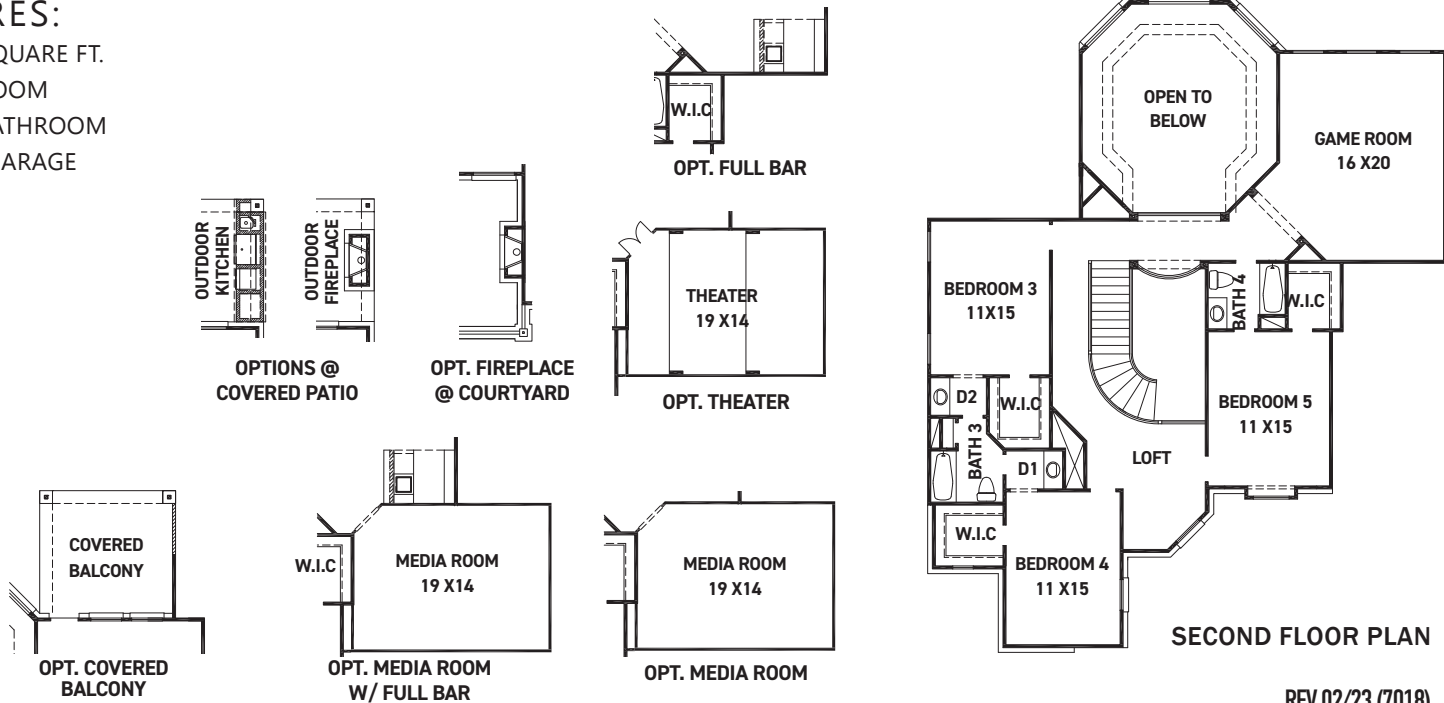 RES:
QUARE FT.
OOM
ATHROOM
ARAGE
W.I.C
OPT. FULL BAR
OUTDOOR
KITCHEN
OUTDOOR
FIREPLACE
OPTIONS @
COVERED PATIO
OPT. FIREPLACE
@ COURTYARD
THEATER
19 X14
OPT. THEATER
COVERED
BALCONY
OPT. COVERED
BALCONY
W.I.C
MEDIA ROOM
19 X14
OPT. MEDIA ROOM
W/ FULL BAR
MEDIA ROOM
19 X14
OPT. MEDIA ROOM
OPEN TO
BELOW
GAME ROOM
16 X20
BEDROOM 3
11X15
BATH 4
W.I.C
D2
W.I.C
BATH 3
D1
LOFT
BEDROOM 5
11 X15
W.I.C
BEDROOM 4
11 X15
SECOND FLOOR PLAN
REV 02/23 (7018)